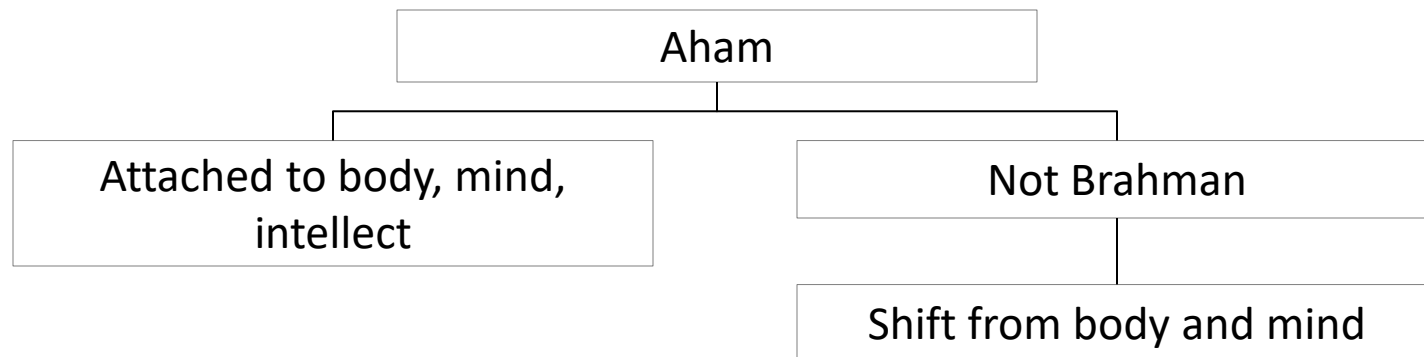 Aham
Attached to body, mind,
intellect
Not Brahman
Shift from body and mind